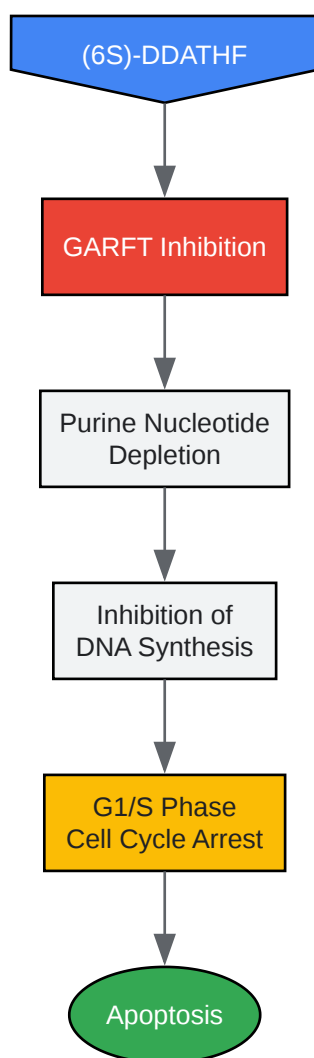 (6S)-DDATHF
GARFT Inhibition
Purine Nucleotide
Depletion
Inhibition of
DNA Synthesis
G1/S Phase
Cell Cycle Arrest
Apoptosis